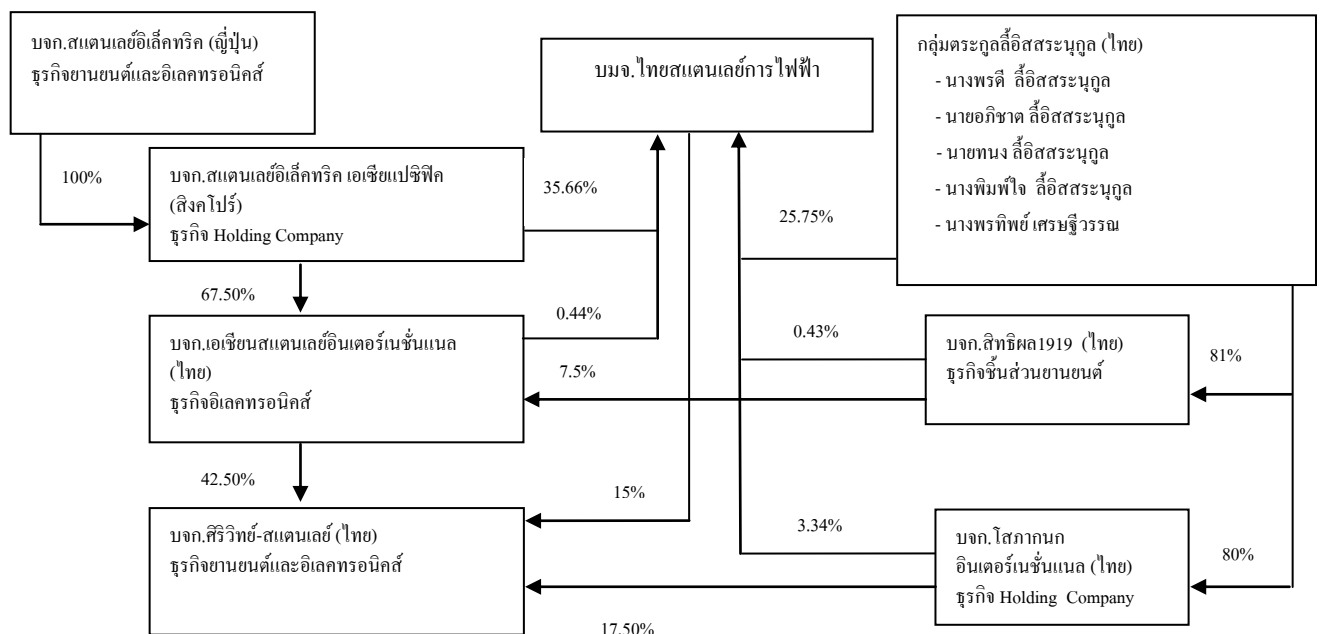 บจก.สแตนเลย์อิเล็คทริค (ญี่ปุ่น)
ธุรกิจยานยนต์และอิเลคทรอนิคส์
บมจ.ไทยสแตนเลย์การไฟฟ้า
กลุ่มตระกูลลี้อิสสระนุกูล (ไทย)
- นางพรดี ลี้อิสสระนุกูล
- นายอภิชาต ลี้อิสสระนุกูล
- นายทนง ลี้อิสสระนุกูล
- นางพิมพ์ใจ ลี้อิสสระนุกูล
- นางพรทิพย์ เศรษฐีวรรณ
100%
บจก.สแตนเลย์อิเล็คทริค เอเซียแปซิฟิค
(สิงคโปร์)
ธุรกิจ Holding Company
35.66%
25.75%
67.50%
0.44%
0.43%
บจก.เอเชียนสแตนเลย์อินเตอร์เนชั่นแนล
(ไทย)
ธุรกิจอิเลคทรอนิคส์
7.5%
บจก.สิทธิผล1919 (ไทย)
ธุรกิจชิ้นส่วนยานยนต์
81%
42.50%
15%
3.34%
บจก.ศิริวิทย์-สแตนเลย์ (ไทย)
ธุรกิจยานยนต์และอิเลคทรอนิคส์
บจก.โสภากนก
อินเตอร์เนชั่นแนล (ไทย)
ธุรกิจ Holding Company
80%
17.50%